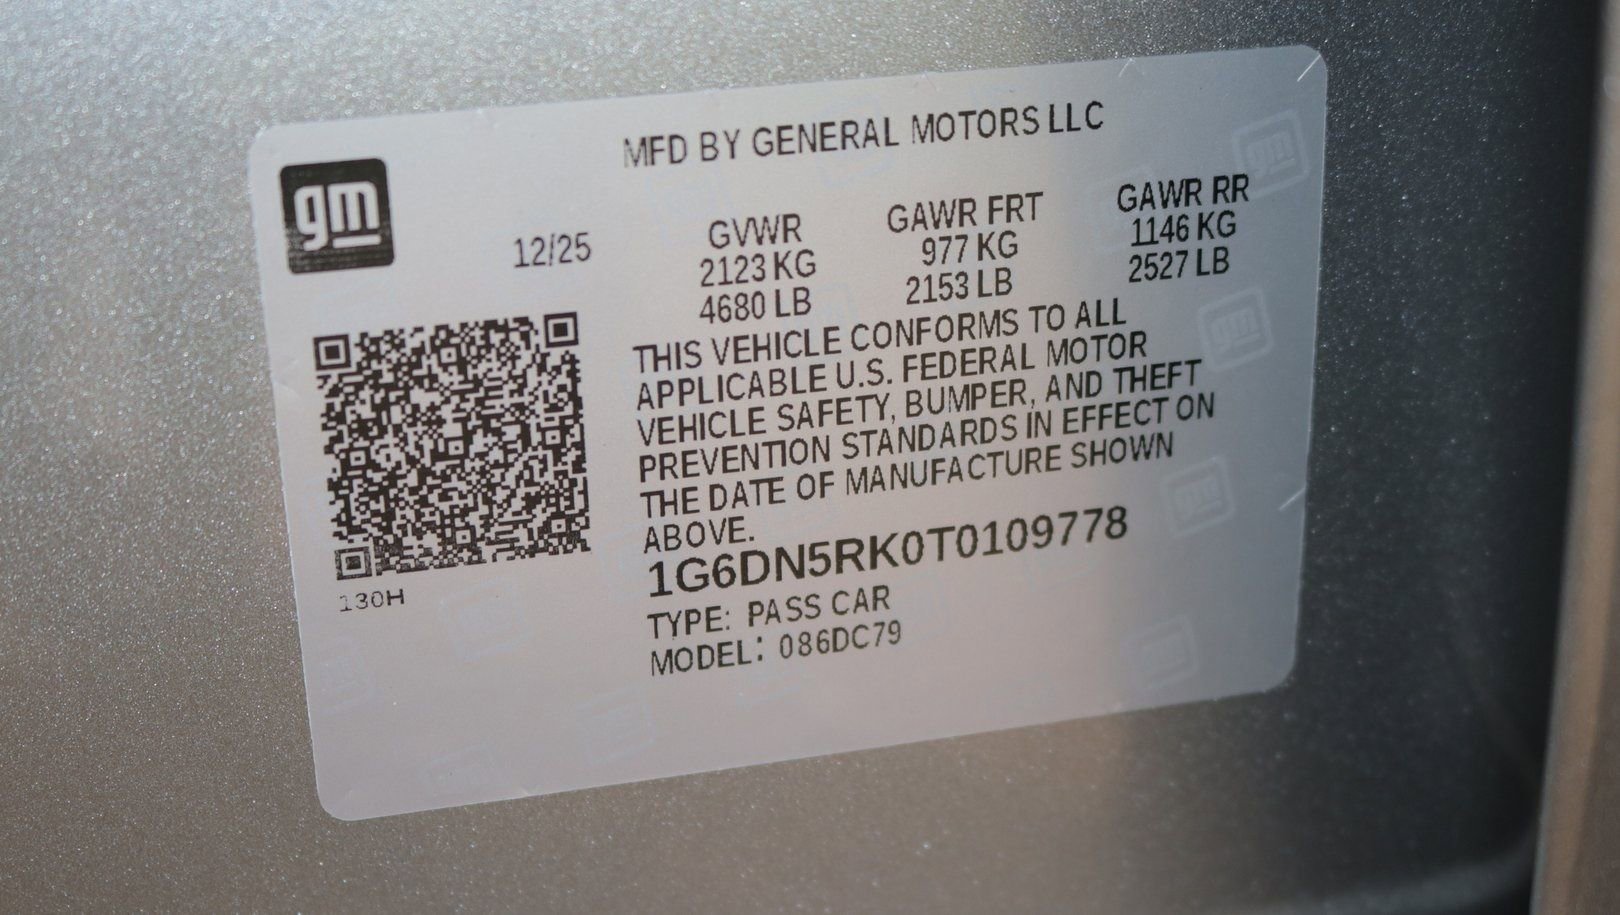 MFD BY GENERAL MOTORS LLC
gm
12/25
GVWR GAWR FRT GAWR RR
2123 KG 977 KG 1146 KG
4680 LB 2153 LB 2527 LB
THIS VEHICLE CONFORMS TO ALL
APPLICABLE U.S. FEDERAL MOTOR
VEHICLE SAFETY, BUMPER, AND THEFT
PREVENTION STANDARDS IN EFFECT ON
THE DATE OF MANUFACTURE SHOWN
ABOVE.
1G6DN5RK0T0109778
130H
TYPE: PASS CAR
MODEL: 086DC79